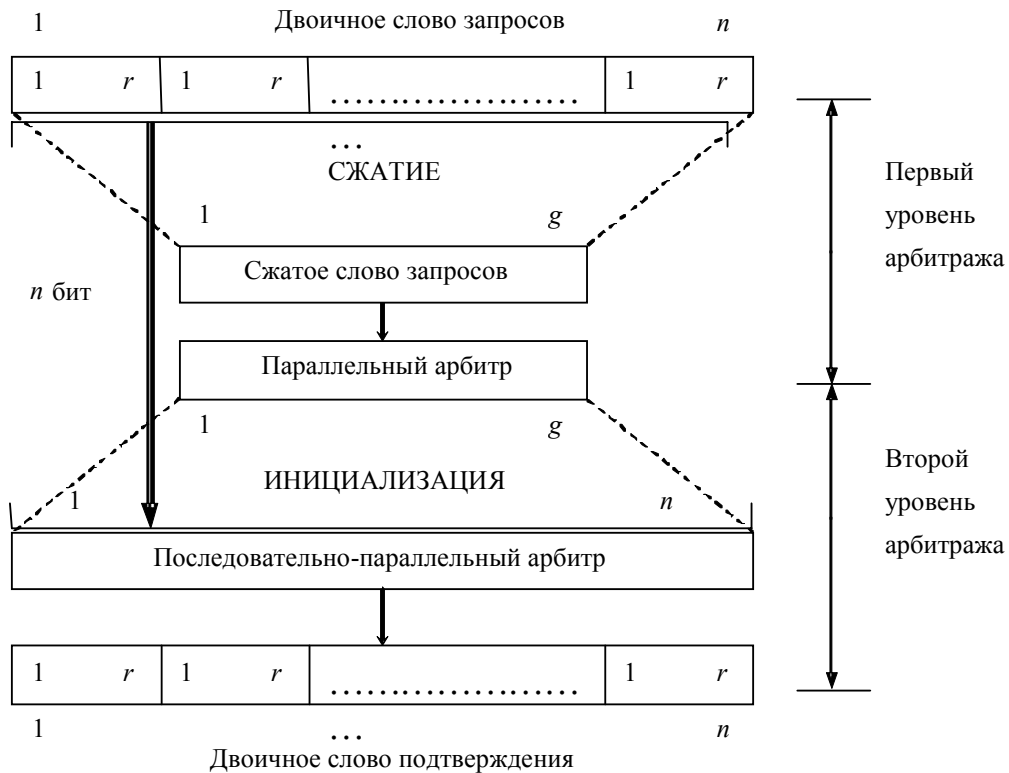 Двоичное слово запросов
1 n
1 r 1 r ..................... 1 r
...
СЖАТИЕ
1 g
Сжатое слово запросов
n бит
Параллельный арбитр
1 g
ИНИЦИАЛИЗАЦИЯ
1 n
Последовательно-параллельный арбитр
1 r 1 r ..................... 1 r
1 ... n
Двоичное слово подтверждения
Первый
уровень
арбитража
Второй
уровень
арбитража